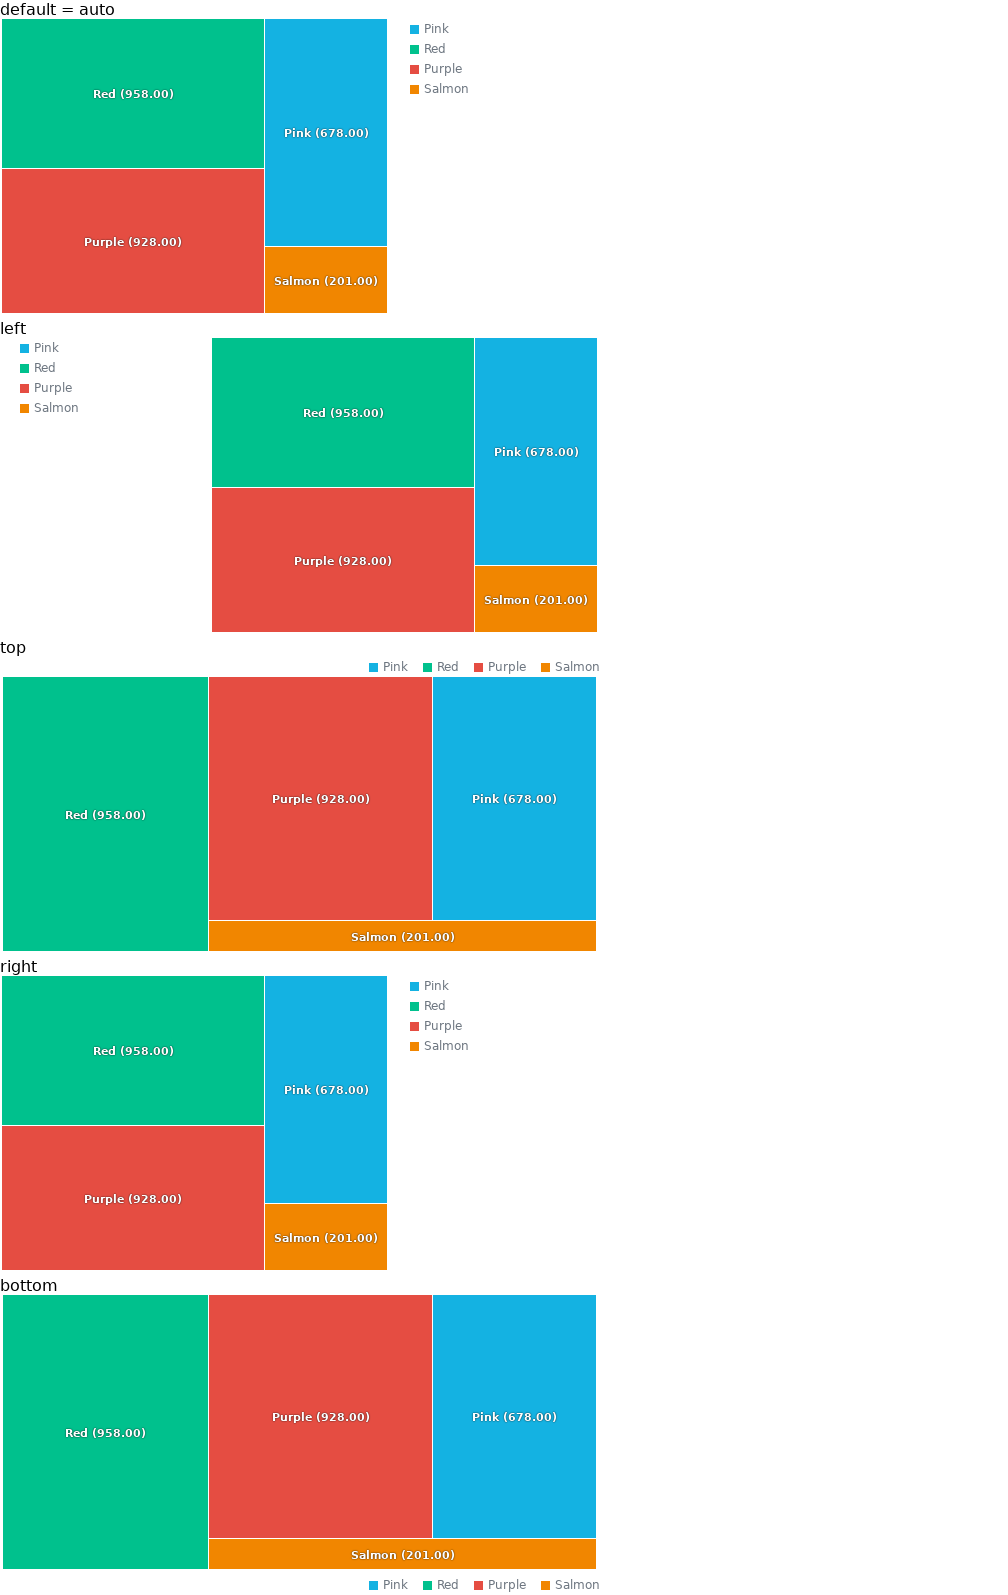 default = auto
Pink
Red
Purple
Salmon
Red (958.00)
Pink (678.00)
Purple (928.00)
Salmon (201.00)
left
Pink
Red
Purple
Salmon
Red (958.00)
Pink (678.00)
Purple (928.00)
Salmon (201.00)
top
Pink Red Purple Salmon
Red (958.00)
Purple (928.00)
Pink (678.00)
Salmon (201.00)
right
Pink
Red
Purple
Salmon
Red (958.00)
Pink (678.00)
Purple (928.00)
Salmon (201.00)
bottom
Red (958.00)
Purple (928.00)
Pink (678.00)
Salmon (201.00)
Pink Red Purple Salmon